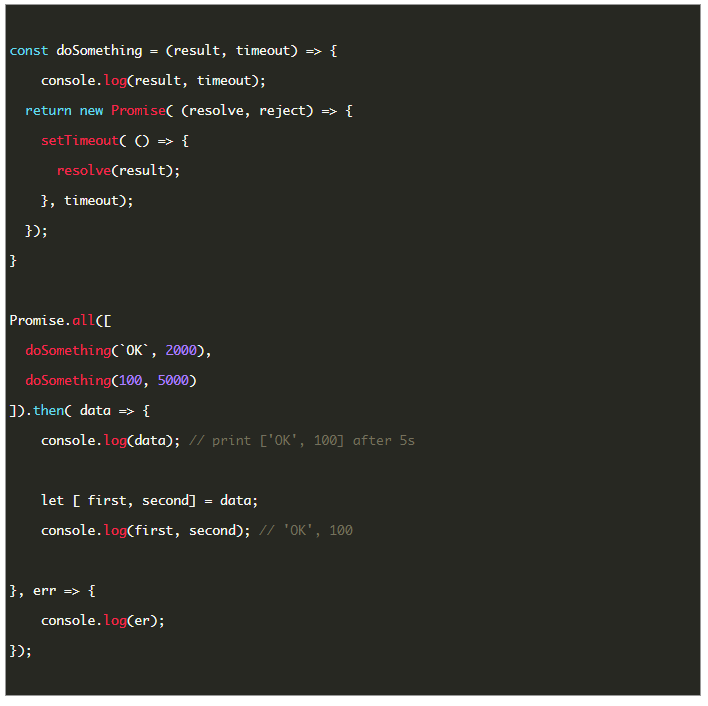 const doSomething = (result, timeout) => {
    console.log(result, timeout);
  return new Promise( (resolve, reject) => {
    setTimeout( () => {
      resolve(result);
    }, timeout);
  });
}
Promise.all([
  doSomething(`OK`, 2000),
  doSomething(100, 5000)
]).then( data => {
    console.log(data); // print ['OK', 100] after 5s
    let [ first, second] = data;
    console.log(first, second); // 'OK', 100
}, err => {
    console.log(er);
});